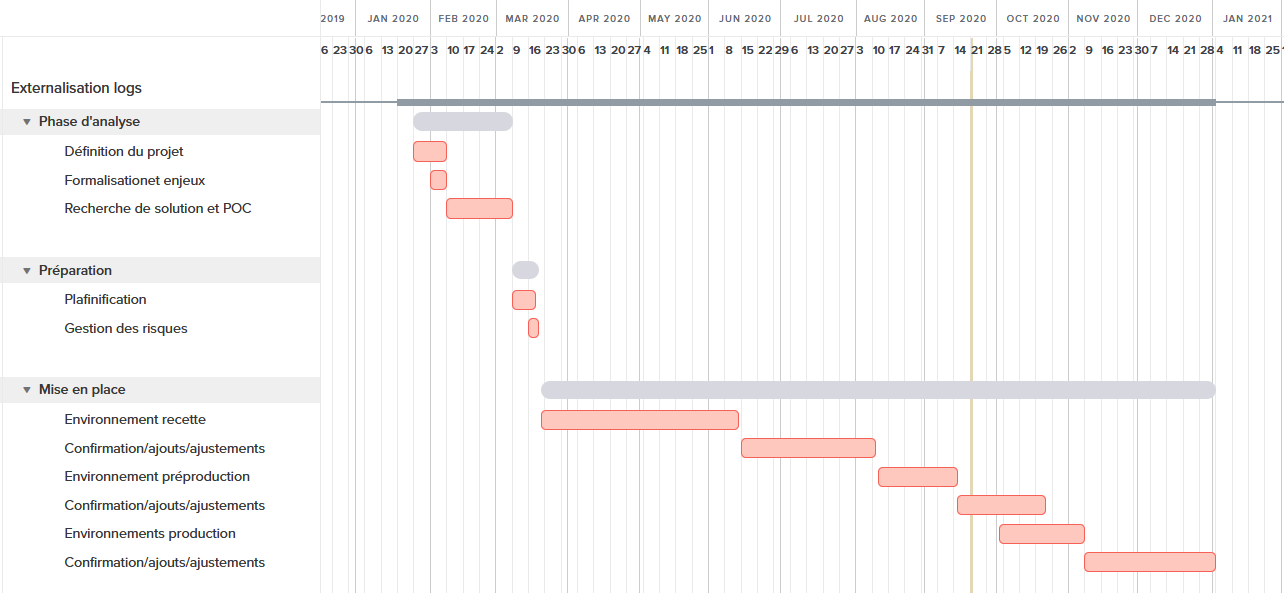 2019 JAN 2020 FEB 2020 MAR 2020 APR 2020 MAY 2020 JUN 2020 JUL 2020 AUG 2020 SEP 2020 OCT 2020 NOV 2020 DEC 2020 JAN 2021
6 23 30 6 13 20 27 3 10 17 24 2 9 16 23 30 6 13 20 27 4 11 18 25 1 8 15 22 29 6 13 20 27 3 10 17 24 31 7 14 21 28 5 12 19 26 2 9 16 23 30 7 14 21 28 4 11 18 25
Externalisation logs
Phase d'analyse
Définition du projet
Formalisationet enjeux
Recherche de solution et POC
Préparation
Plafinification
Gestion des risques
Mise en place
Environnement recette
Confirmation/ajouts/ajustements
Environnement préproduction
Confirmation/ajouts/ajustements
Environnements production
Confirmation/ajouts/ajustements